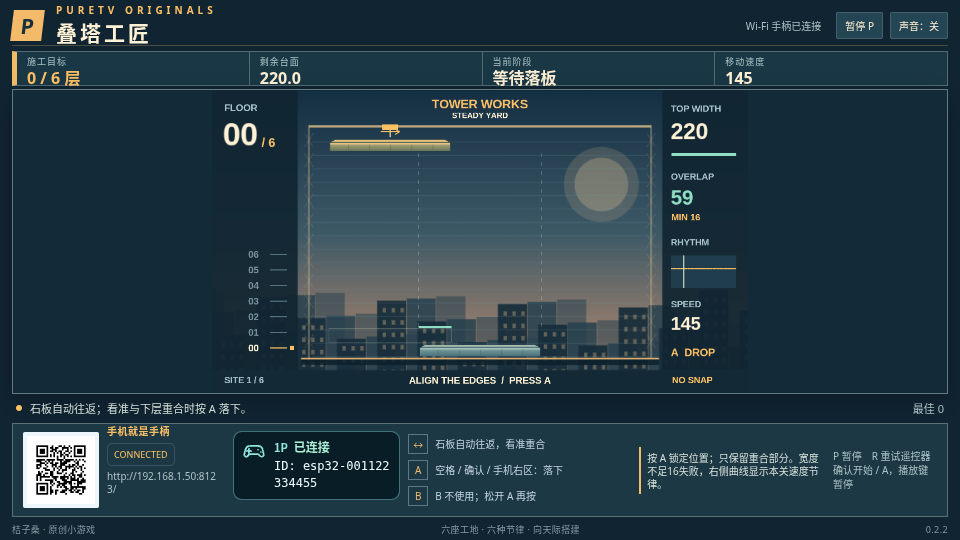 P
PURETV ORIGINALS
叠塔工匠
Wi-Fi 手柄已连接
暂停 P
声音：关
施工目标
0 / 6 层
剩余台面
220.0
当前阶段
等待落板
移动速度
145
FLOOR
00 / 6
TOWER WORKS
STEADY YARD
TOP WIDTH
220
OVERLAP
59
MIN 16
RHYTHM
SPEED
145
A DROP
NO SNAP
06
05
04
03
02
01
00
SITE 1 / 6
ALIGN THE EDGES / PRESS A
石板自动往返；看准与下层重合时按 A 落下。
最佳 0
手机就是手柄
CONNECTED
http://192.168.1.50:812
3/
1P 已连接
ID: esp32-001122
334455
↔ 石板自动往返，看准重合
A 空格 / 确认 / 手机右区：落下
B B 不使用；松开 A 再按
按 A 锁定位置；只保留重合部分。宽度
不足16失败，右侧曲线显示本关速度节
律。
P 暂停 R 重试遥控器
确认开始 / A，播放键
暂停
桔子桑 · 原创小游戏
六座工地 · 六种节律 · 向天际搭建
0.2.2